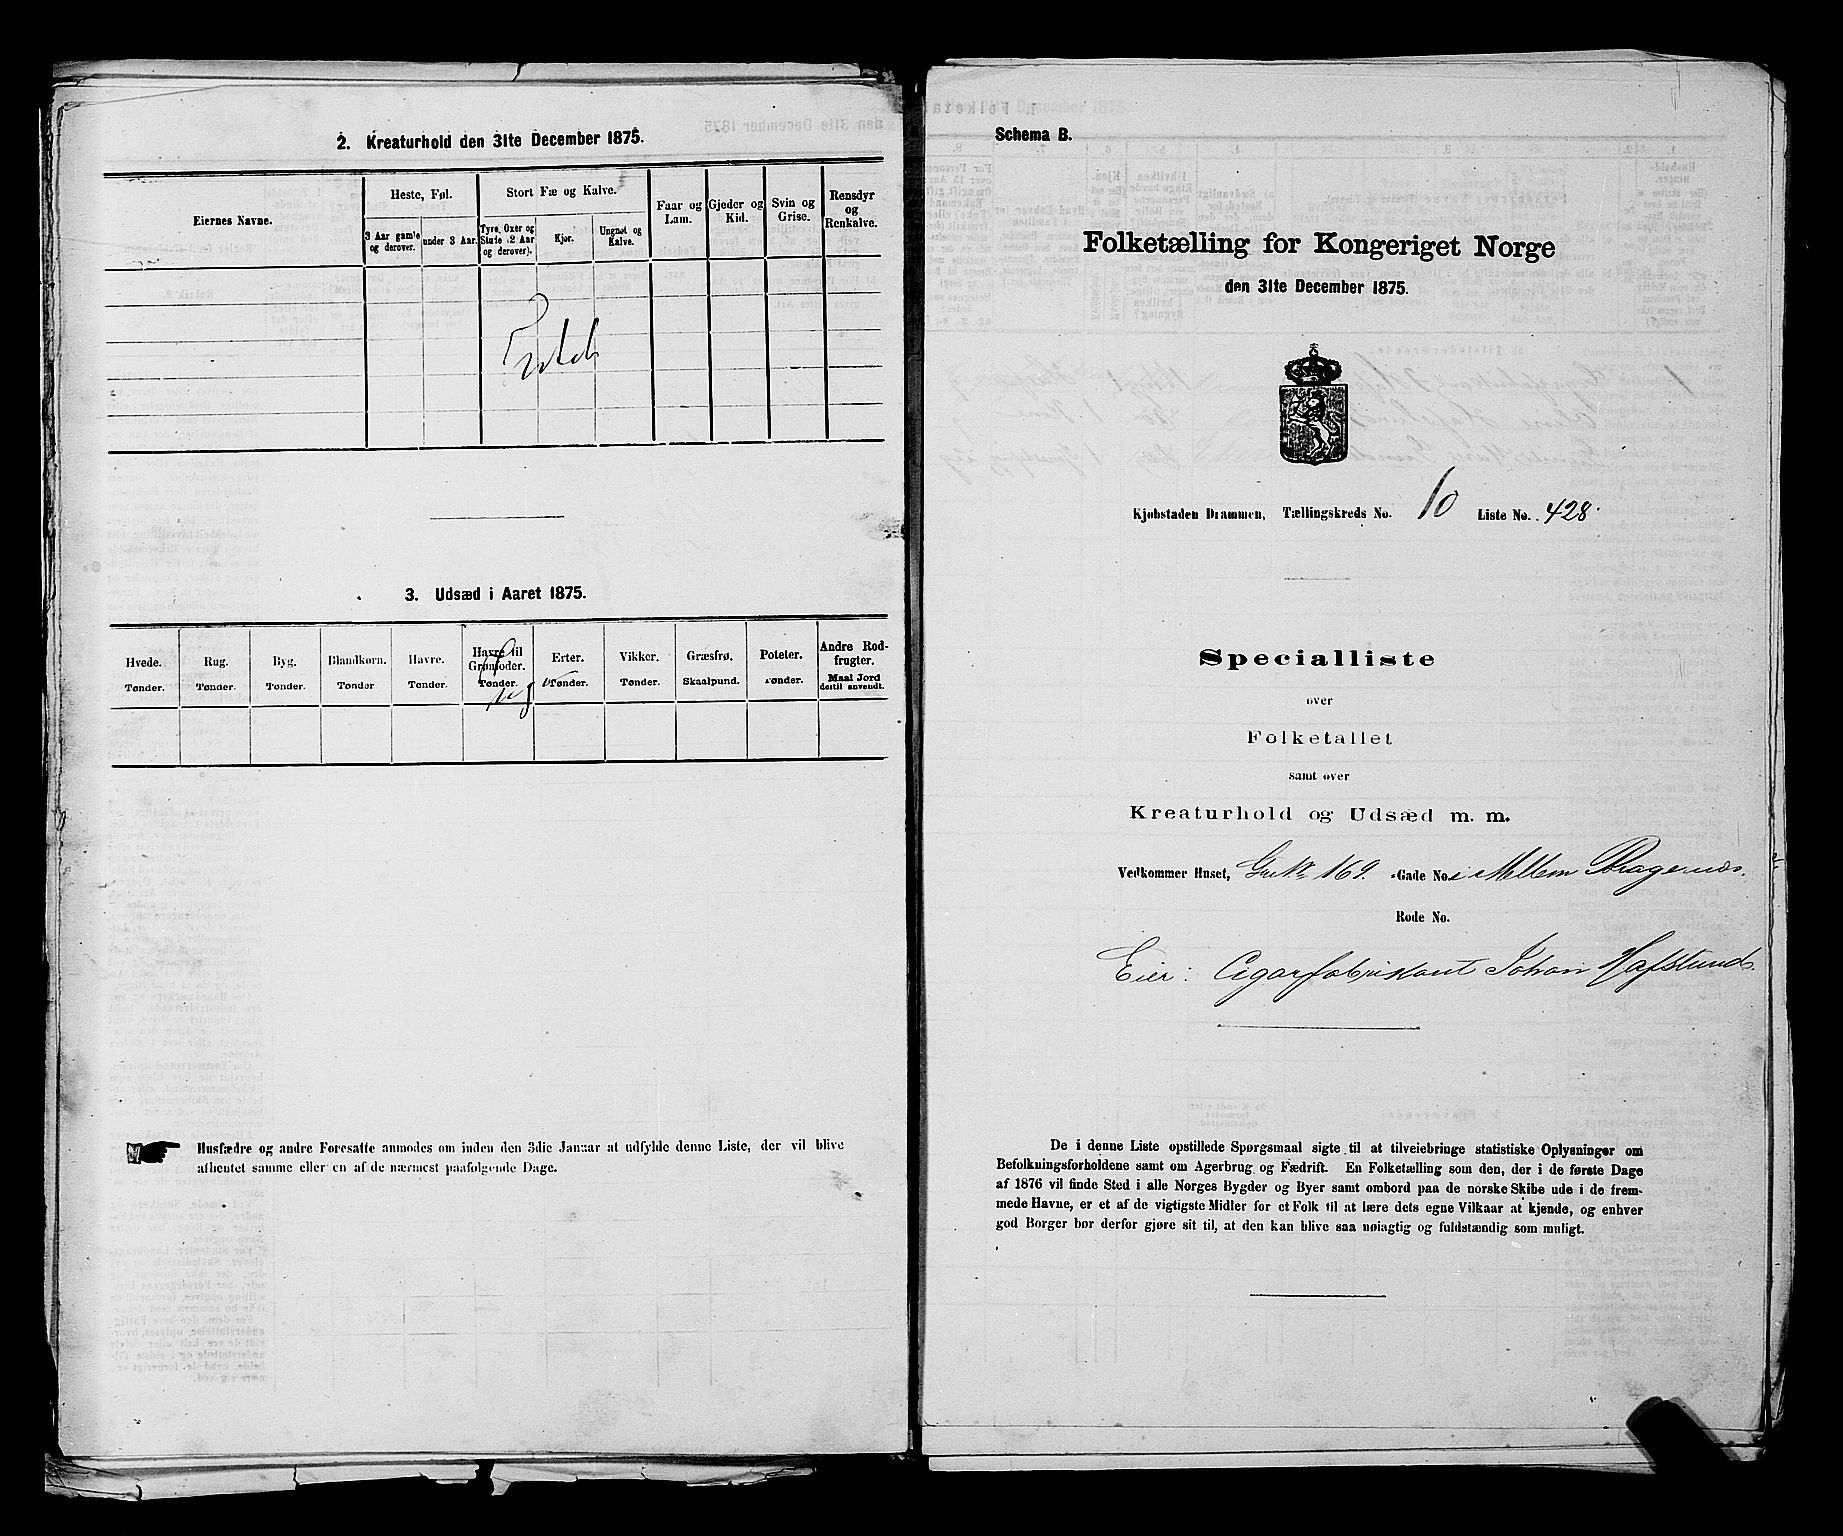 2. Kreaturhold den 31te December 1875.
Eiernes Navne.
Heste, Føl.
3 Aar gamle og derover.
under 3 Aar.
Stort Fæ og Kalve.
Tyre, Oxer og Stude (2 Aar og derover).
Kjør.
Ungnøt og Kalve.
Faar og Lam.
Gjeder og Kid.
Svin og Grise.
Rensdyr og Renkalve.
3. Udsæd i Aaret 1875.
Hvede. Tønder.
Rug. Tønder.
Byg. Tønder.
Blandkorn. Tønder
Havre. Tønder.
Havre til Grønfoder. Tønder.
Erter. Tønder.
Vikker. Tønder.
Græsfrø. Skaalpund.
Poteter. Tønder.
Andre Rodfrugter. Maal Jord dertil anvendt.
Husfædre og andre Foresatte anmodes om inden den 3die Januar at udfylde denne Liste, der vil blive
afhentet samme eller en af de nærmest paafølgende Dage.
Schema B.
Folketælling for Kongeriget Norge
den 31te December 1875.
Kjøbstaden Drammen, Tællingskreds No. 10 Liste No. 428.
Specialliste
over
Folketallet
samt over
Kreaturhold og Udsæd m. m.
Vedkommer Huset, 169. -Gade No. i Mellem Bragernæs.
Rode No.
Eier: Cigarfabrikant Johan Hafslund.
De i denne Liste opstillede Spørgsmaal sigte til at tilveiebringe statistiske Oplysninger om
Befolkningsforholdene samt om Agerbrug og Fædrift. En Folketælling som den, der i de første Dage
af 1876 vil finde Sted i alle Norges Bygder og Byer samt ombord paa de norske Skibe ude i de frem-
mede Havne, er et af de vigtigste Midler for et Folk til at lære dets egne Vilkaar at kjende, og enhver
god Borger bør derfor gjøre sit til, at den kan blive saa nøiagtig og fuldstændig som muligt.